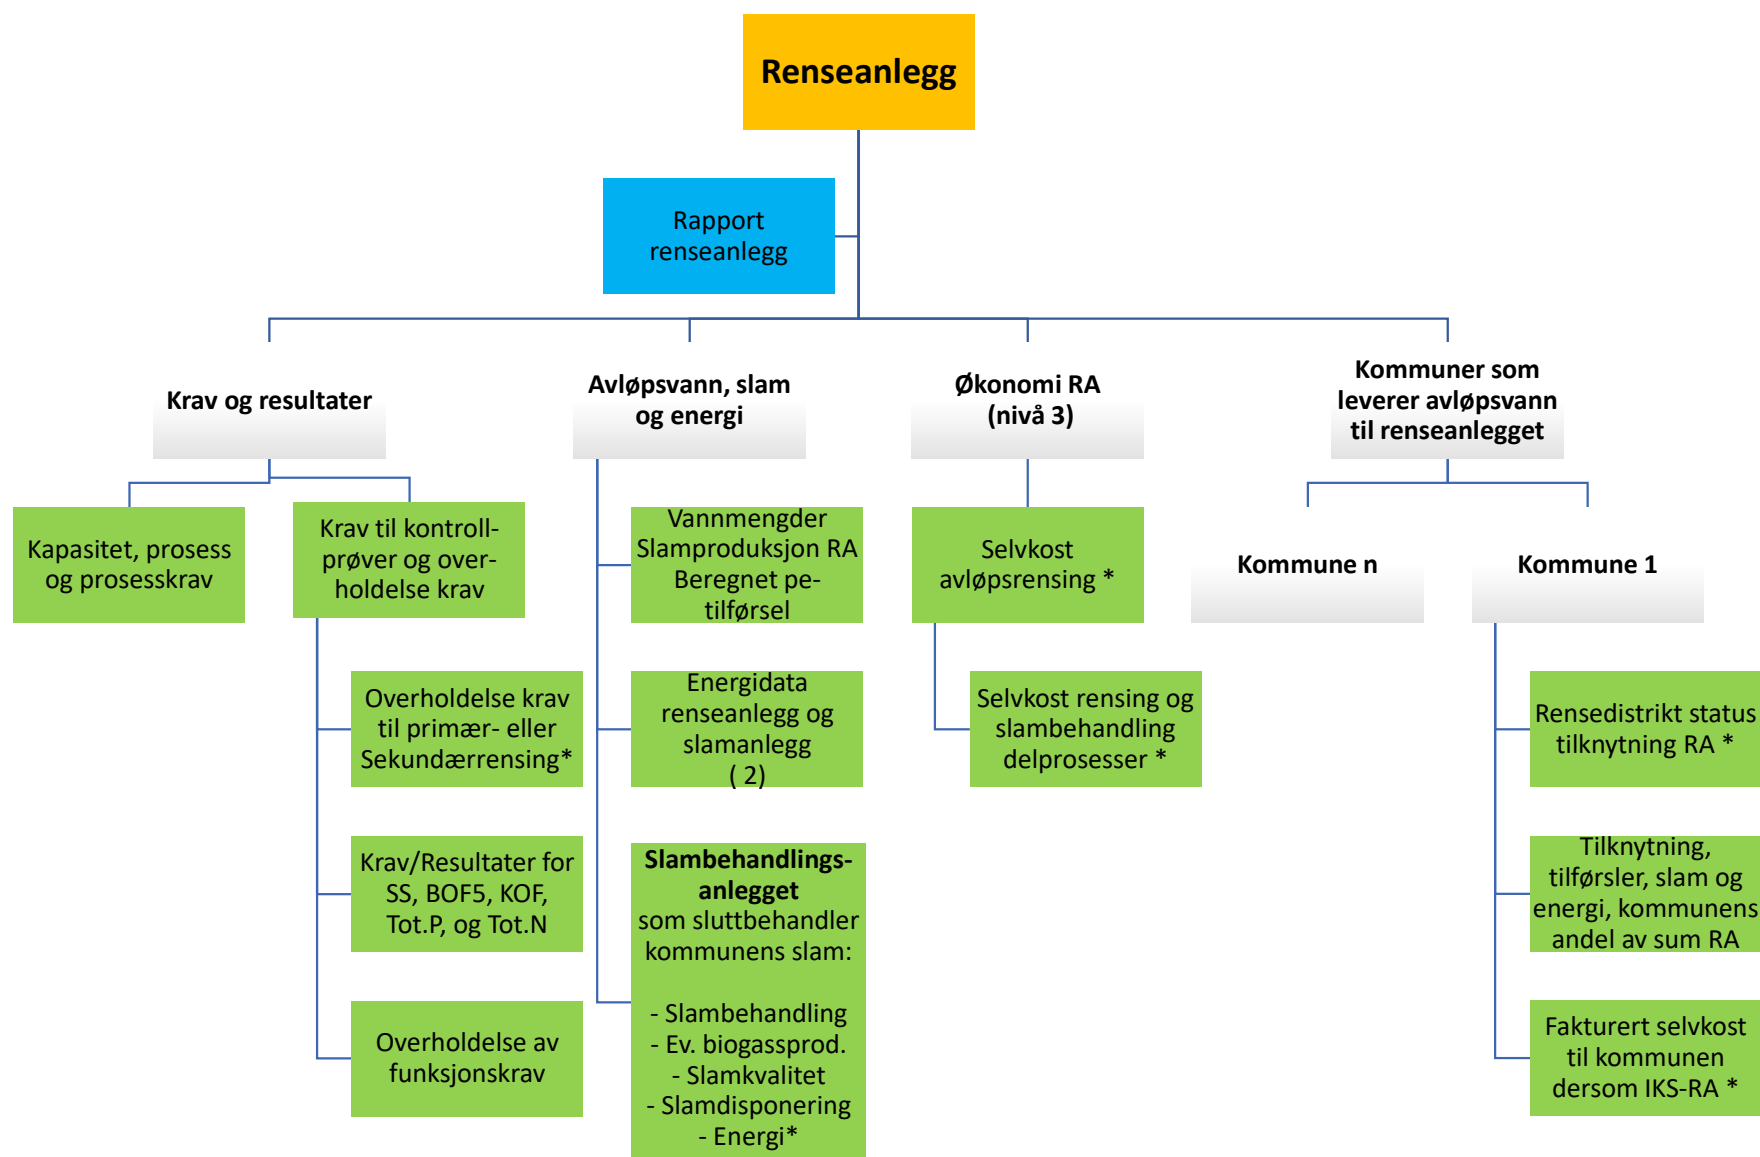 Renseanlegg
Rapport
renseanlegg
Krav og resultater
Avløpsvann, slam
og energi
Økonomi RA
(nivå 3)
Kommuner som
leverer avløpsvann
til renseanlegget
Kapasitet, prosess
og prosesskrav
Krav til kontroll-
prøver og over-
holdelse krav
Overholdelse krav
til primær- eller
Sekundærrensing*
Krav/Resultater for
SS, BOF5, KOF,
Tot.P, og Tot.N
Overholdelse av
funksjonskrav
Vannmengder
Slamproduksjon RA
Beregnet pe-
tilførsel
Energidata
renseanlegg og
slamanlegg
( 2)
Slambehandlings-
anlegget
som sluttbehandler
kommunens slam:
- Slambehandling
- Ev. biogassprod.
- Slamkvalitet
- Slamdisponering
- Energi*
Selvkost
avløpsrensing *
Selvkost rensing og
slambehandling
delprosesser *
Kommune n
Kommune 1
Rensedistrikt status
tilknytning RA *
Tilknytning,
tilførsler, slam og
energi, kommunens
andel av sum RA
Fakturert selvkost
til kommunen
dersom IKS-RA *